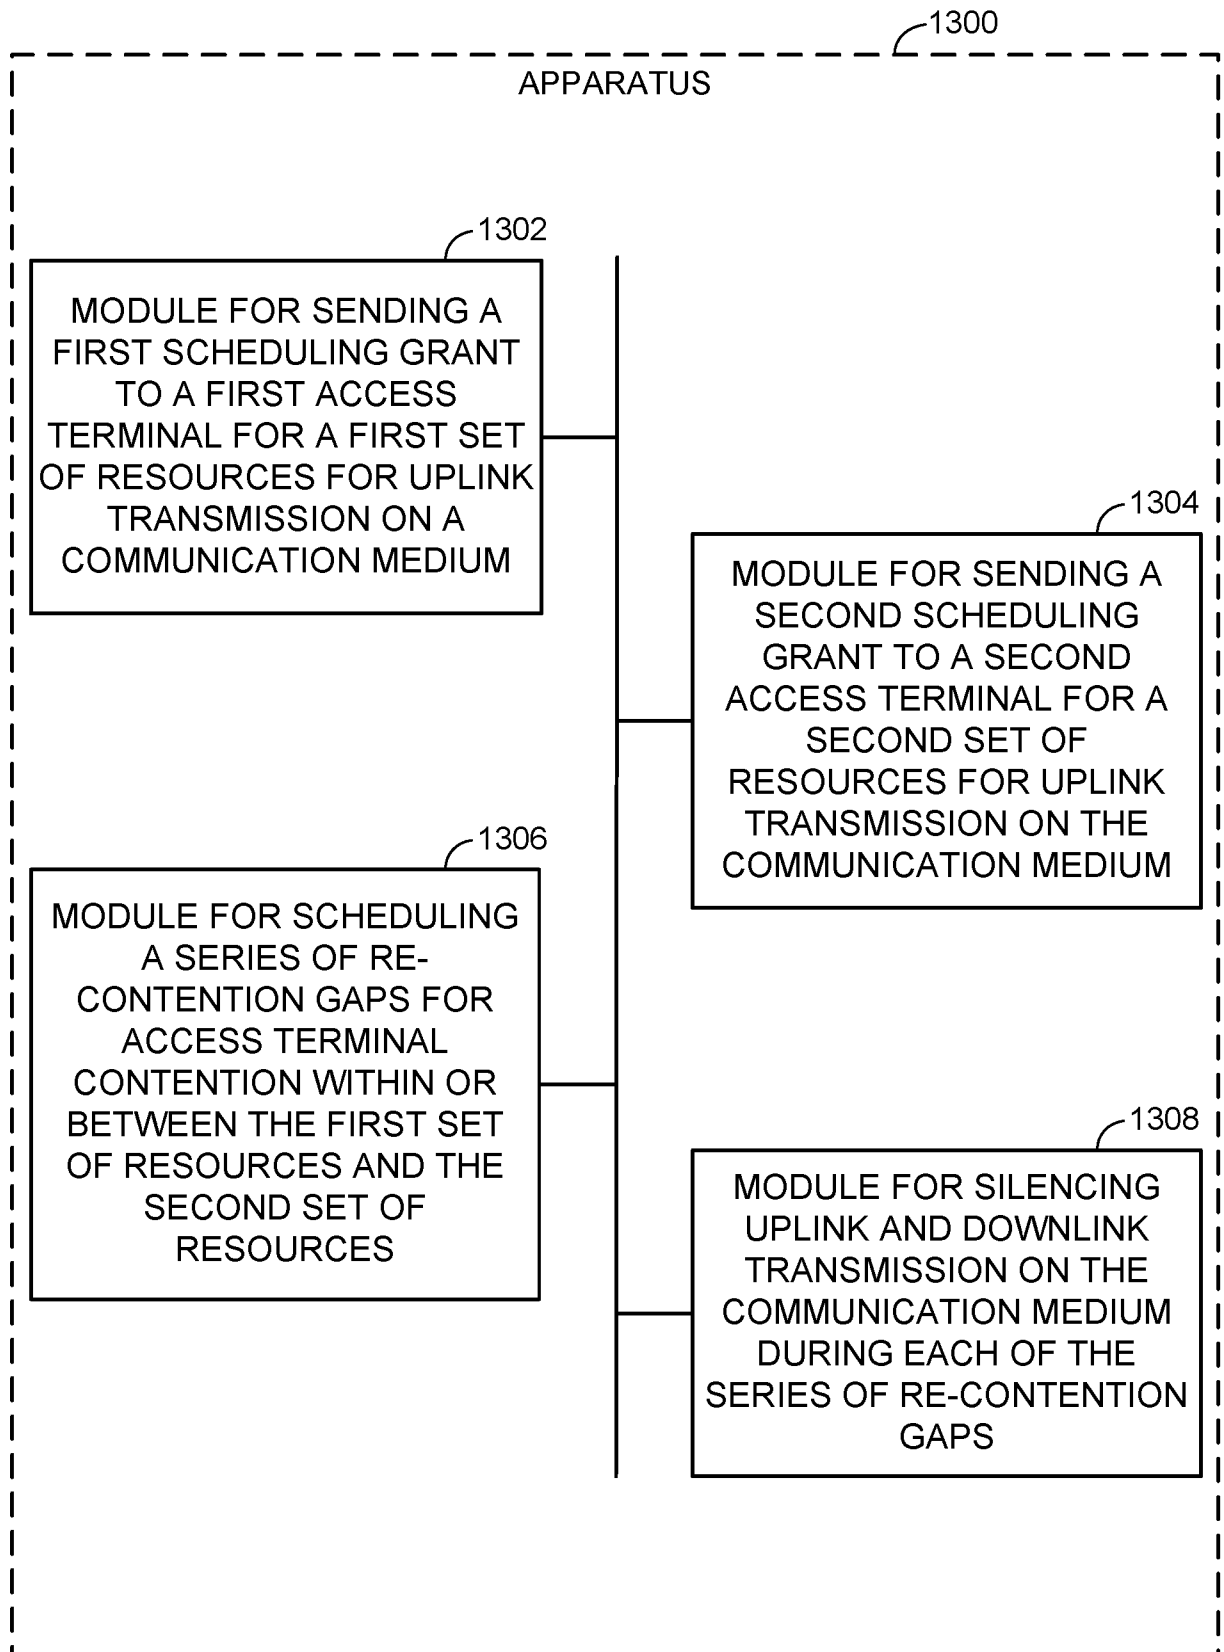 1300
APPARATUS
1302
MODULE FOR SENDING A
FIRST SCHEDULING GRANT
TO A FIRST ACCESS
TERMINAL FOR A FIRST SET
OF RESOURCES FOR UPLINK
TRANSMISSION ON A
COMMUNICATION MEDIUM
1304
MODULE FOR SENDING A
SECOND SCHEDULING
GRANT TO A SECOND
ACCESS TERMINAL FOR A
SECOND SET OF
RESOURCES FOR UPLINK
TRANSMISSION ON THE
COMMUNICATION MEDIUM
1306
MODULE FOR SCHEDULING
A SERIES OF RE-
CONTENTION GAPS FOR
ACCESS TERMINAL
CONTENTION WITHIN OR
BETWEEN THE FIRST SET
OF RESOURCES AND THE
SECOND SET OF
RESOURCES
1308
MODULE FOR SILENCING
UPLINK AND DOWNLINK
TRANSMISSION ON THE
COMMUNICATION MEDIUM
DURING EACH OF THE
SERIES OF RE-CONTENTION
GAPS